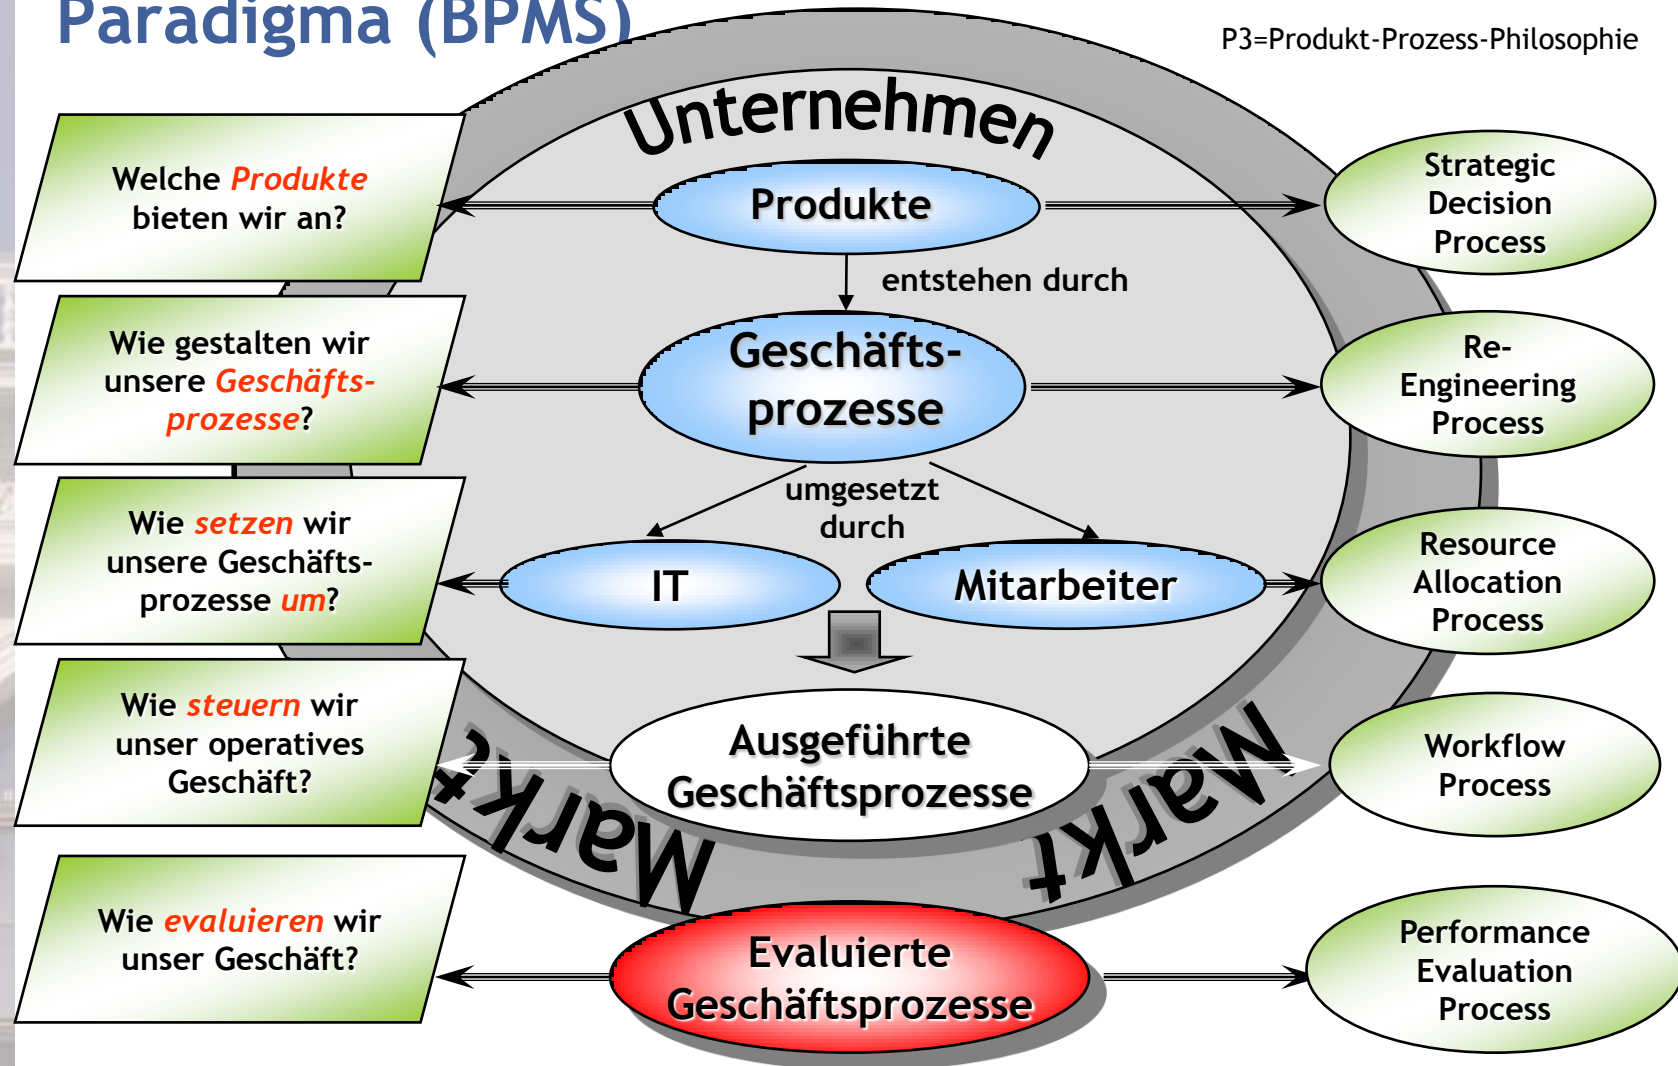 Paradigma (BPMS)
P3=Produkt-Prozess-Philosophie
Unternehmen
Welche Produkte
bieten wir an?
Produkte
Strategic
Decision
Process
entstehen durch
Wie gestalten wir
unsere Geschäfts-
prozesse?
Geschäfts-
prozesse
Re-
Engineering
Process
umgesetzt
durch
Wie setzen wir
unsere Geschäfts-
prozesse um?
IT
Mitarbeiter
Resource
Allocation
Process
Wie steuern wir
unser operatives
Geschäft?
Ausgeführte
Geschäftsprozesse
Workflow
Process
Markt
Markt
Wie evaluieren wir
unser Geschäft?
Evaluierte
Geschäftsprozesse
Performance
Evaluation
Process